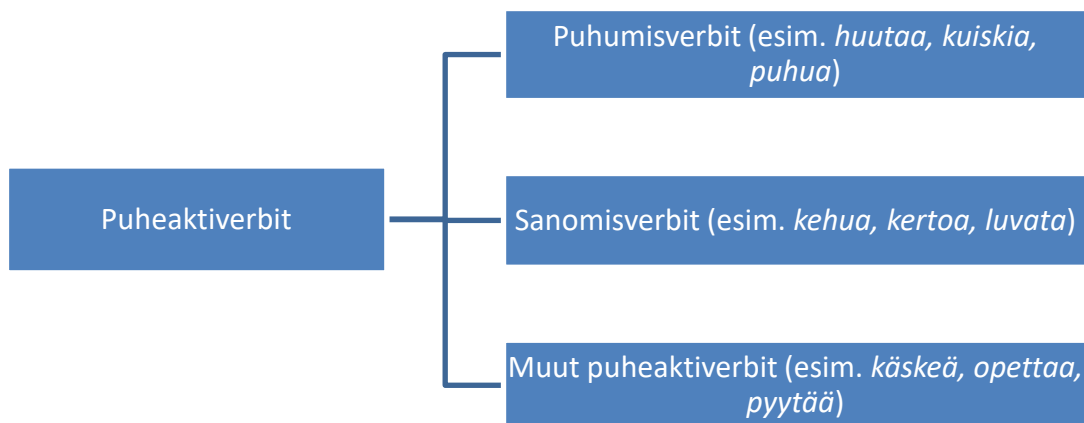 Puhumisverbit (esim. huutaa, kuiskia,
puhua)
Puheaktiverbit
Sanomisverbit (esim. kehua, kertoa, luvata)
Muut puheaktiverbit (esim. käskeä, opettaa,
pyytää)